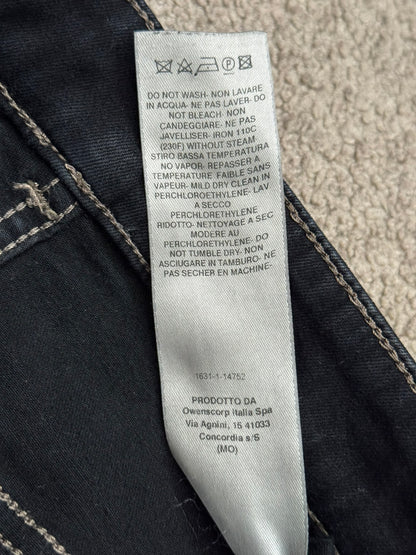 DO NOT WASH- NON LAVARE
IN ACQUA- NE PAS LAVER- DO
NOT BLEACH- NON
CANDEGGIARE- NE PAS
JAVELLISER- IRON 110C
(230F) WITHOUT STEAM-
STIRO BASSA TEMPERATURA
NO VAPOR- REPASSER A
TEMPERATURE FAIBLE SANS
VAPEUR- MILD DRY CLEAN IN
PERCHLOROETHYLENE- LAV
A SECCO
PERCHLORETHYLENE
RIDOTTO- NETTOYAGE A SEC
MODERE AU
PERCHLORETHYLENE- DO
NOT TUMBLE DRY- NON
ASCIUGARE IN TAMBURO- NE
PAS SECHER EN MACHINE-
1631-1-14752
PRODOTTO DA
Owenscorp Italia Spa
Via Agnini, 15 41033
Concordia s/S
(MO)